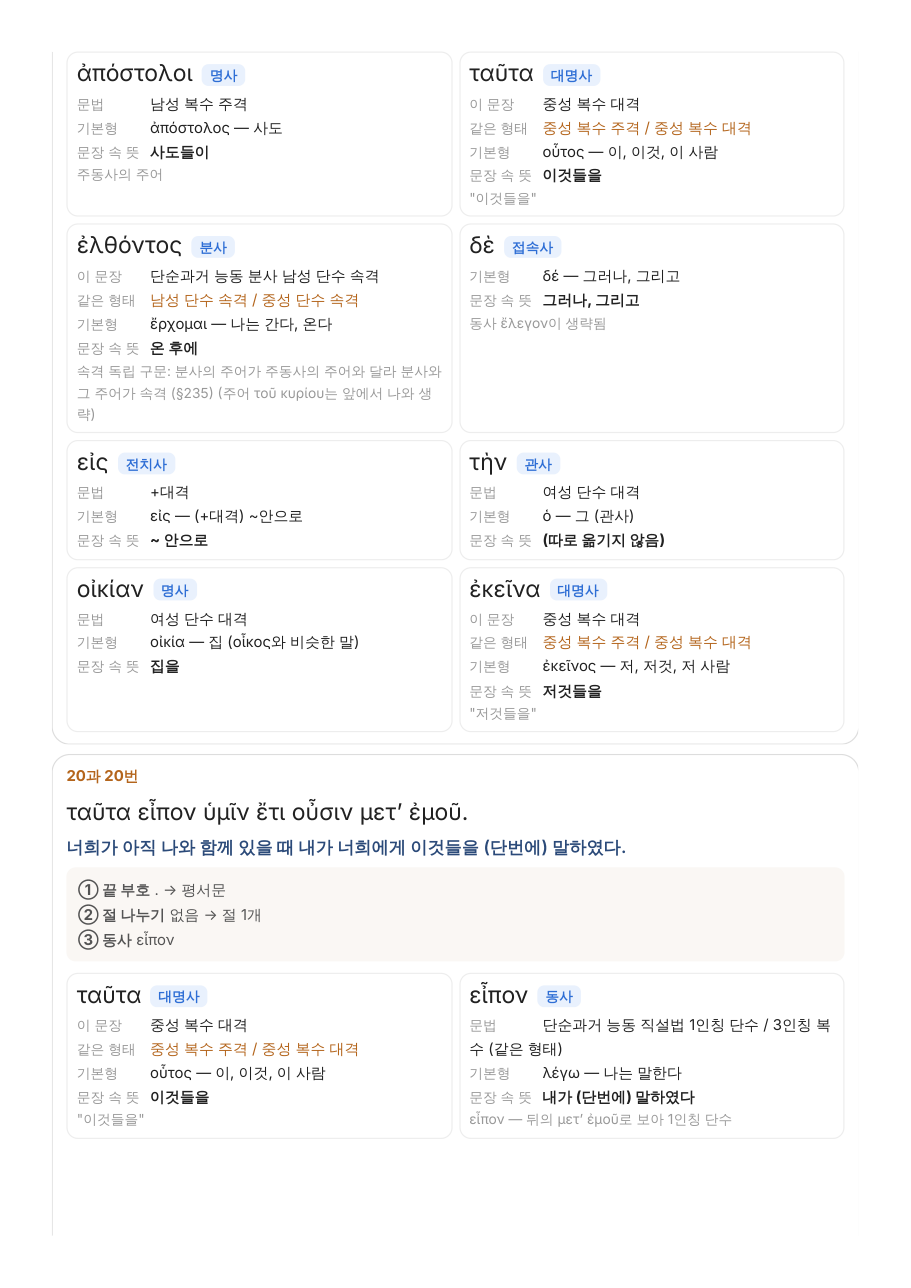 ἀπόστολοι 명사
문법 남성 복수 주격
기본형 ἀπόστολος — 사도
문장 속 뜻 사도들이
주동사의 주어
ταῦτα 대명사
이 문장 중성 복수 대격
같은 형태 중성 복수 주격 / 중성 복수 대격
기본형 οὗτος — 이, 이것, 이 사람
문장 속 뜻 이것들을
"이것들을"
ἐλθόντος 분사
이 문장 단순과거 능동 분사 남성 단수 속격
같은 형태 남성 단수 속격 / 중성 단수 속격
기본형 ἔρχομαι — 나는 간다, 온다
문장 속 뜻 온 후에
속격 독립 구문: 분사의 주어가 주동사의 주어와 달라 분사와
그 주어가 속격 (§235) (주어 τοῦ κυρίου는 앞에서 나와 생
략)
δὲ 접속사
기본형 δέ — 그러나, 그리고
문장 속 뜻 그러나, 그리고
동사 ἔλεγον이 생략됨
εἰς 전치사
문법 +대격
기본형 εἰς — (+대격) ~안으로
문장 속 뜻 ~ 안으로
τὴν 관사
문법 여성 단수 대격
기본형 ὁ — 그 (관사)
문장 속 뜻 (따로 옮기지 않음)
οἰκίαν 명사
문법 여성 단수 대격
기본형 οἰκία — 집 (οἶκος와 비슷한 말)
문장 속 뜻 집을
ἐκεῖνα 대명사
이 문장 중성 복수 대격
같은 형태 중성 복수 주격 / 중성 복수 대격
기본형 ἐκεῖνος — 저, 저것, 저 사람
문장 속 뜻 저것들을
"저것들을"
20과 20번
ταῦτα εἶπον ὑμῖν ἔτι οὖσιν μετ’ ἐμοῦ.
너희가 아직 나와 함께 있을 때 내가 너희에게 이것들을 (단번에) 말하였다.
① 끝 부호 . → 평서문
② 절 나누기 없음 → 절 1개
③ 동사 εἶπον
ταῦτα 대명사
이 문장 중성 복수 대격
같은 형태 중성 복수 주격 / 중성 복수 대격
기본형 οὗτος — 이, 이것, 이 사람
문장 속 뜻 이것들을
"이것들을"
εἶπον 동사
문법 단순과거 능동 직설법 1인칭 단수 / 3인칭 복
수 (같은 형태)
기본형 λέγω — 나는 말한다
문장 속 뜻 내가 (단번에) 말하였다
εἶπον — 뒤의 μετ’ ἐμοῦ로 보아 1인칭 단수